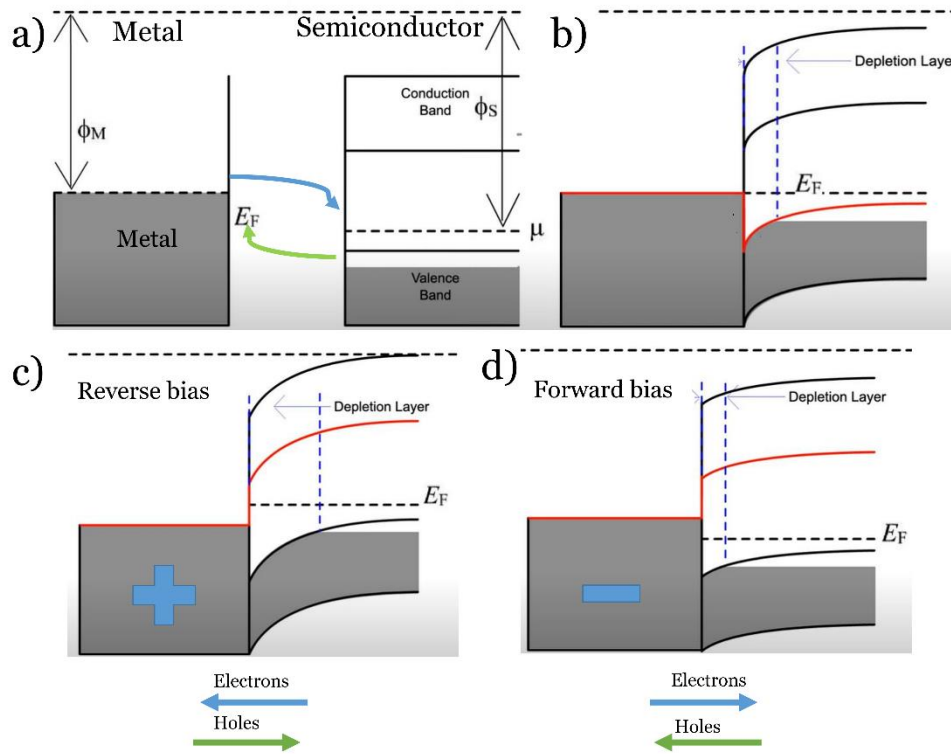 a)
Metal
Semiconductor
ϕM
ϕS
Conduction
Band
EF
Metal
μ
Valence
Band
b)
Depletion Layer
EF.
c)
Reverse bias
Depletion Layer
EF
Electrons
Holes
d)
Forward bias
Depletion Layer
EF
Electrons
Holes